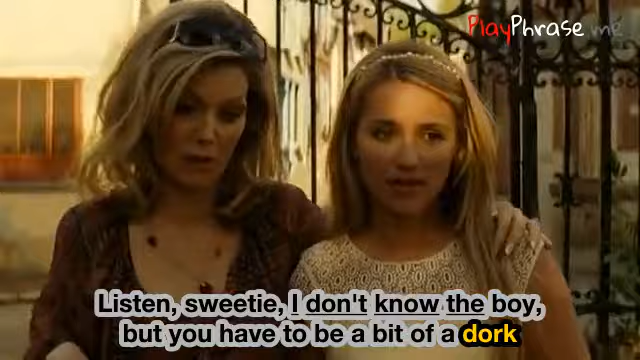 PlayPhrase me
Listen, sweetie, I don't know the boy,
but you have to be a bit of a dork